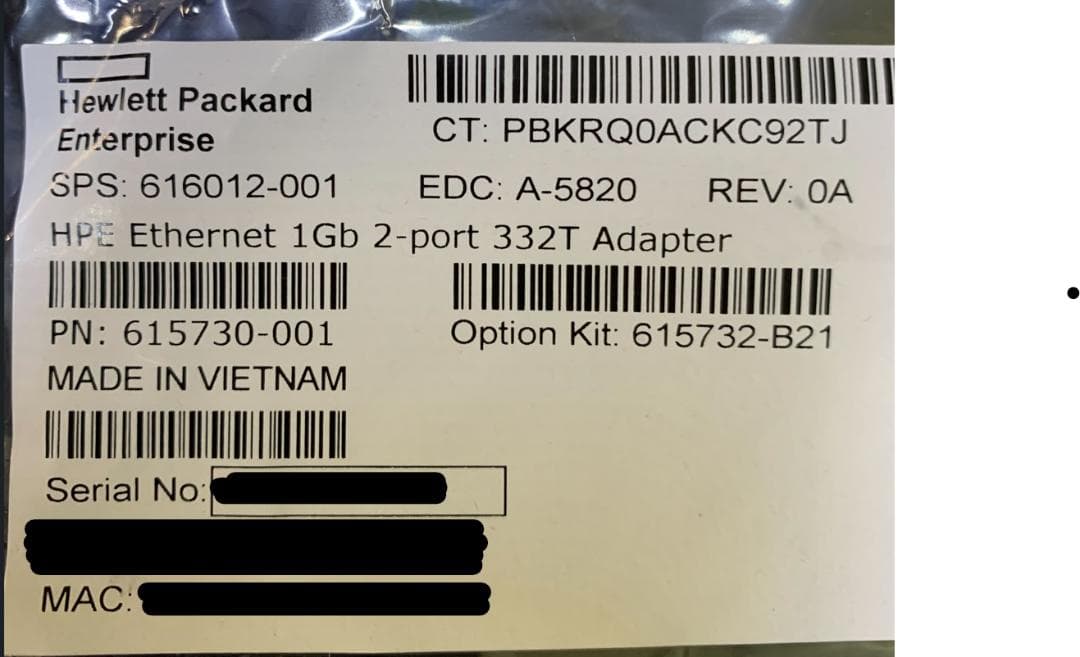 Hewlett Packard
Enterprise
CT: PBKRQ0ACKC92TJ
SPS: 616012-001 EDC: A-5820 REV: 0A
HPE Ethernet 1Gb 2-port 332T Adapter
PN: 615730-001 Option Kit: 615732-B21
MADE IN VIETNAM
Serial No:
MAC: